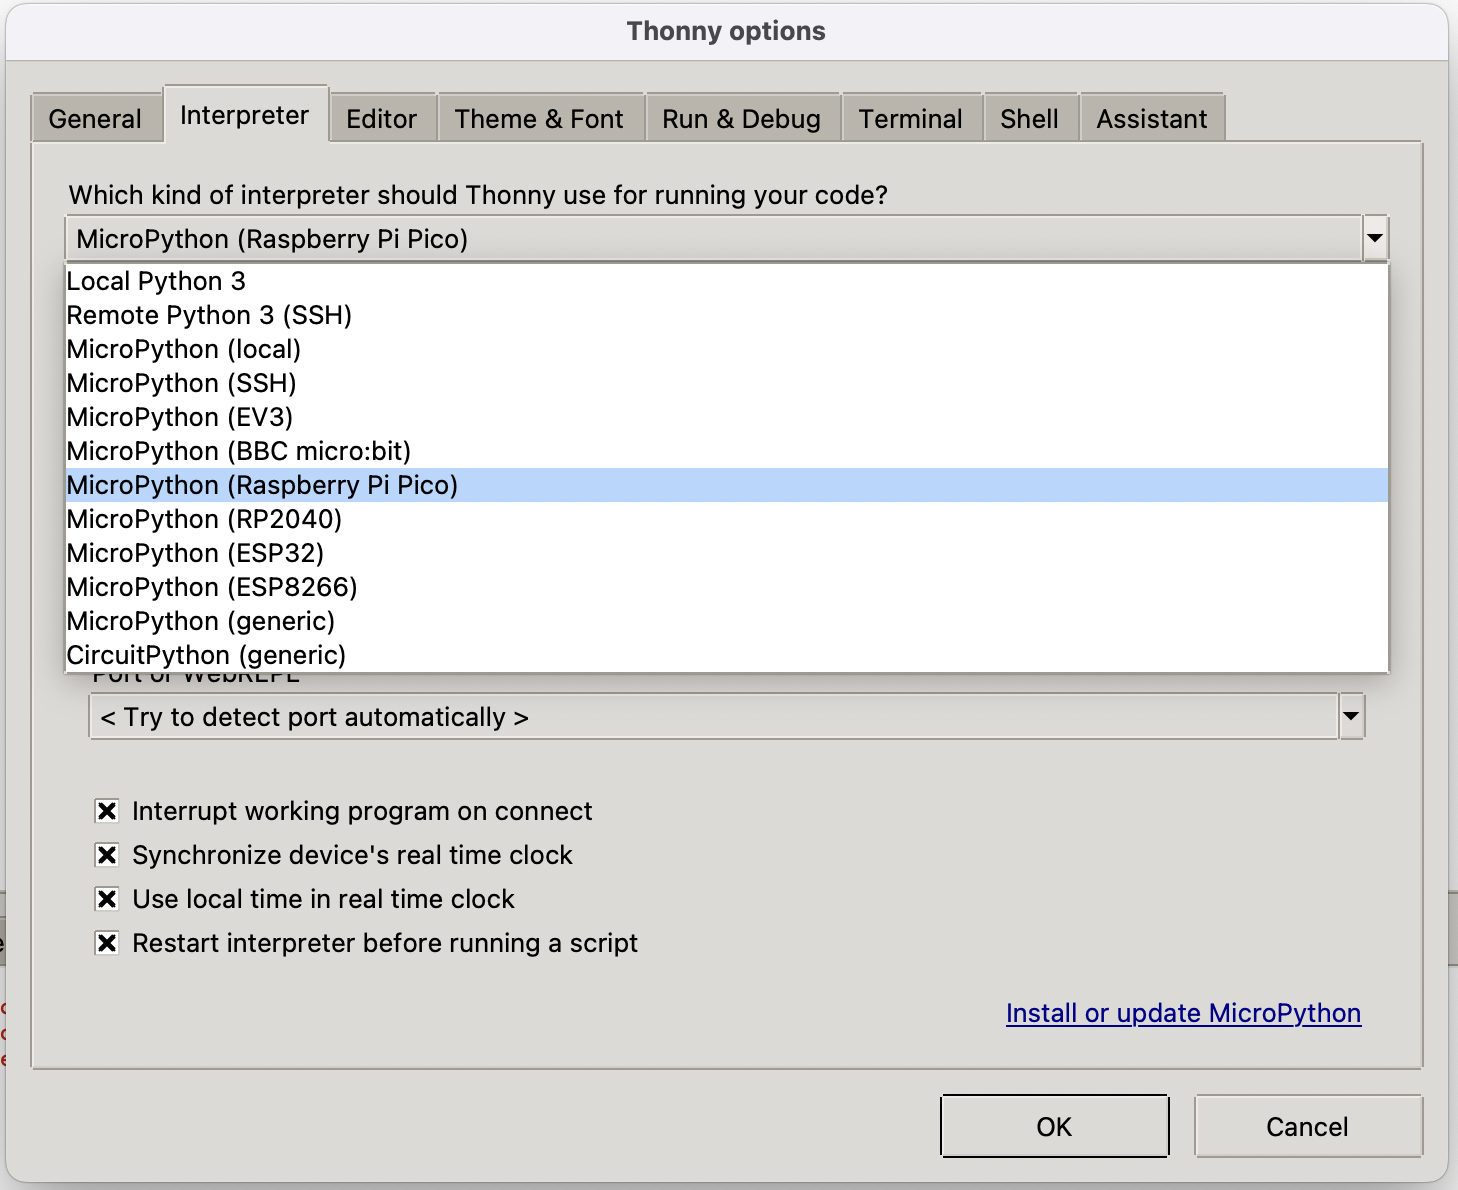 Thonny options
General Interpreter Editor Theme & Font Run & Debug Terminal Shell Assistant
Which kind of interpreter should Thonny use for running your code?
MicroPython (Raspberry Pi Pico)
Local Python 3
Remote Python 3 (SSH)
MicroPython (local)
MicroPython (SSH)
MicroPython (EV3)
MicroPython (BBC micro:bit)
MicroPython (Raspberry Pi Pico)
MicroPython (RP2040)
MicroPython (ESP32)
MicroPython (ESP8266)
MicroPython (generic)
CircuitPython (generic)
Port or WebREPL
< Try to detect port automatically >
Interrupt working program on connect
Synchronize device's real time clock
Use local time in real time clock
Restart interpreter before running a script
Install or update MicroPython
OK Cancel